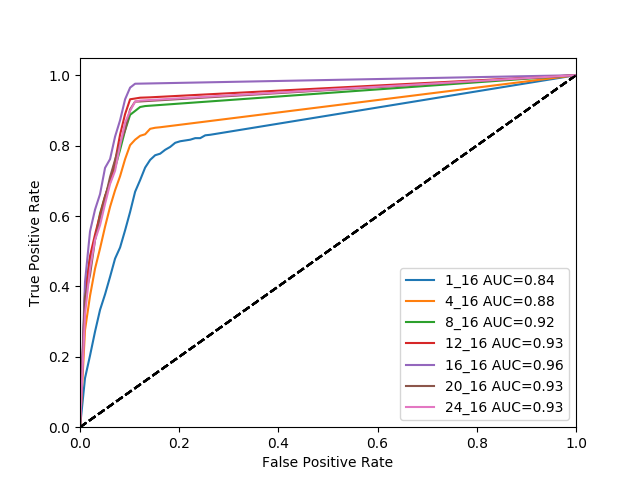 1.0
0.8
0.6
0.4
0.2
0.0
True Positive Rate
0.0 0.2 0.4 0.6 0.8 1.0
False Positive Rate
1_16 AUC=0.84
4_16 AUC=0.88
8_16 AUC=0.92
12_16 AUC=0.93
16_16 AUC=0.96
20_16 AUC=0.93
24_16 AUC=0.93